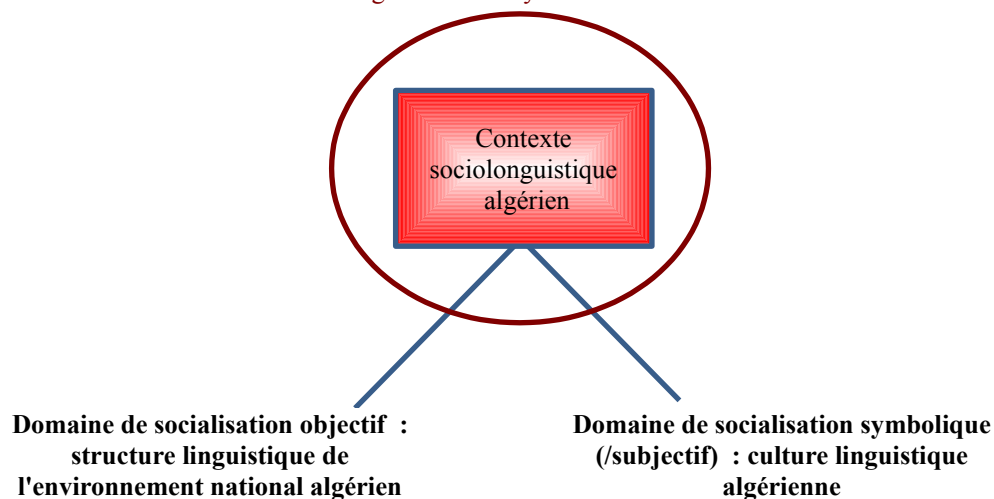 Contexte
sociolonguistique
algérien
Domaine de socialisation objectif :
structure linguistique de
l'environnement national algérien
Domaine de socialisation symbolique
(/subjectif) : culture linguistique
algérienne